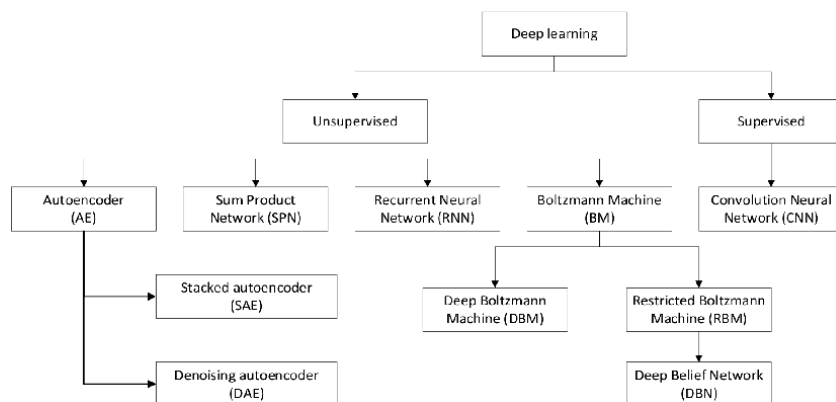 Deep learning
Unsupervised
Supervised
Autoencoder
(AE)
Sum Product
Network (SPN)
Recurrent Neural
Network (RNN)
Boltzmann Machine
(BM)
Convolution Neural
Network (CNN)
Stacked autoencoder
(SAE)
Deep Boltzmann
Machine (DBM)
Restricted Boltzmann
Machine (RBM)
Denoising autoencoder
(DAE)
Deep Belief Network
(DBN)